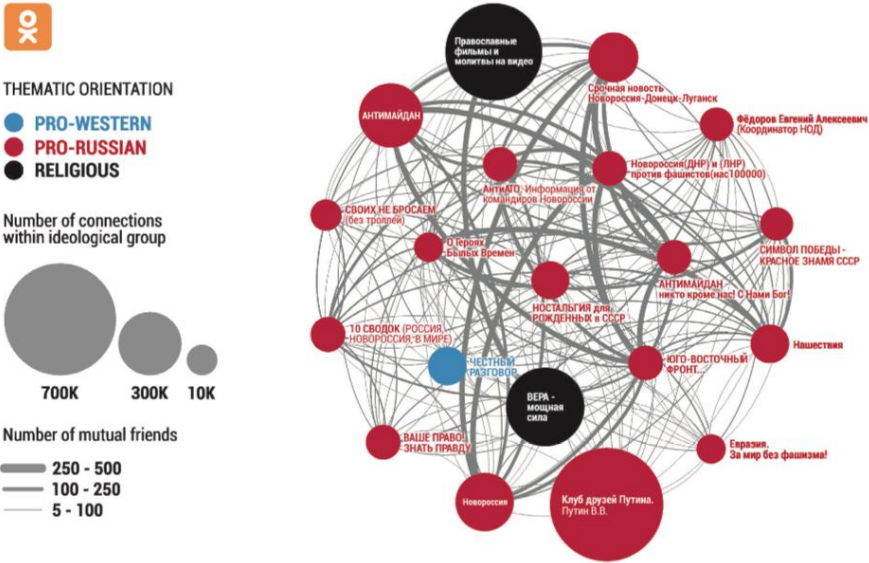 THEMATIC ORIENTATION
PRO-WESTERN
PRO-RUSSIAN
RELIGIOUS
Number of connections
within ideological group
700K
300K
10K
Number of mutual friends
250 - 500
100 - 250
5 - 100
Православные
фильмы и
молитвы на видео
Срочная новость
Новороссия-Донецк-Луганск
АНТИМАЙДАН
Фёдоров Евгений Алексеевич
(Координатор НОД)
Новороссия(ДНР) и (ЛНР)
против фашистов(нас100000)
АнтиАТО, Информация от
командиров Новороссии
СВОИХ НЕ БРОСАЕМ
(без троллей)
О Героях
Былых Времен
СИМВОЛ ПОБЕДЫ -
КРАСНОЕ ЗНАМЯ СССР
АНТИМАЙДАН
никто кроме нас! С Нами Бог!
НОСТАЛЬГИЯ для
РОЖДЕННЫХ в СССР
10 СВОДОК (РОССИЯ,
НОВОРОССИЯ, В МИРЕ)
Нашествия
ЧЕСТНЫЙ
РАЗГОВОР
ЮГО-ВОСТОЧНЫЙ
ФРОНТ...
ВЕРА -
мощная
сила
ВАШЕ ПРАВО!
ЗНАТЬ ПРАВДУ
Евразия.
За мир без фашизма!
Новороссия
Клуб друзей Путина.
Путин В.В.